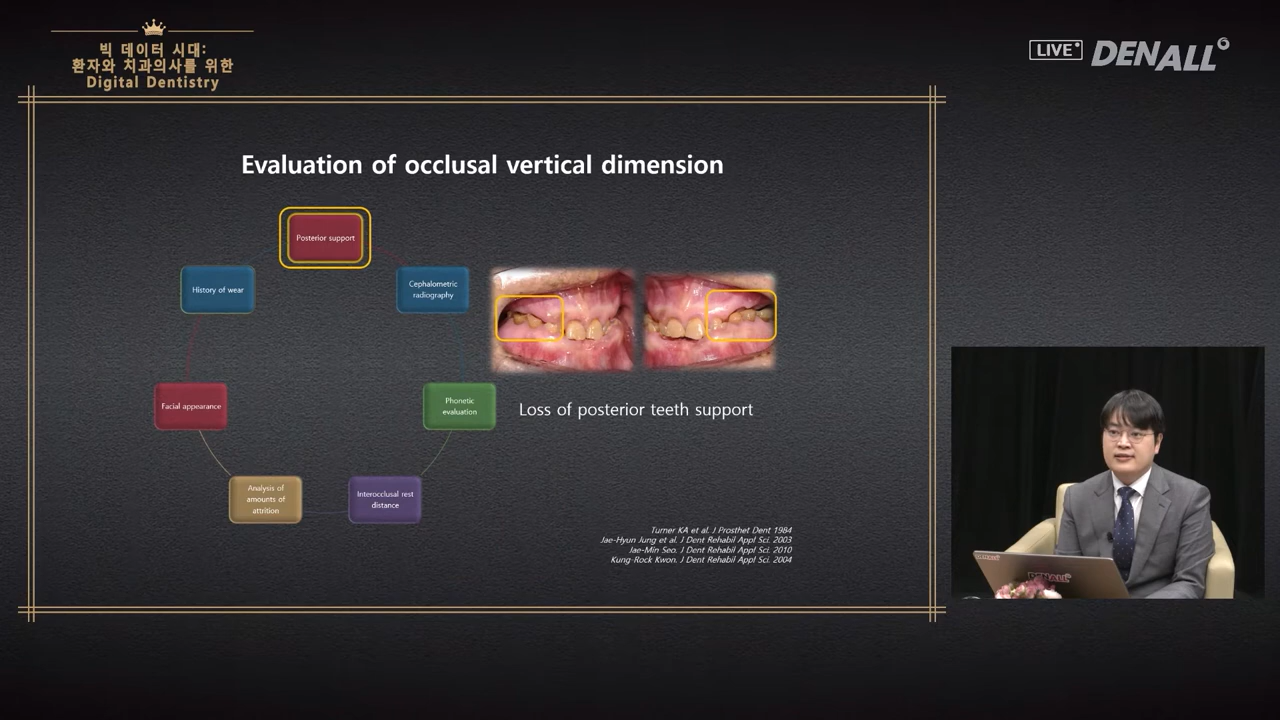 빅 데이터 시대:
환자와 치과의사를 위한
Digital Dentistry
LIVE
DENALL
Evaluation of occlusal vertical dimension
Posterior support
History of wear
Cephalometric
radiography
Facial appearance
Phonetic
evaluation
Loss of posterior teeth support
Analysis of
amounts of
attrition
Interocclusal rest
distance
Turner KA et al. J Prosthet Dent 1984
Jae-Hyun Jung et al. J Dent Rehabil Appl Sci. 2003
Jae-Min Seo. J Dent Rehabil Appl Sci. 2010
Kung-Rock Kwon. J Dent Rehabil Appl Sci. 2004
DENALL